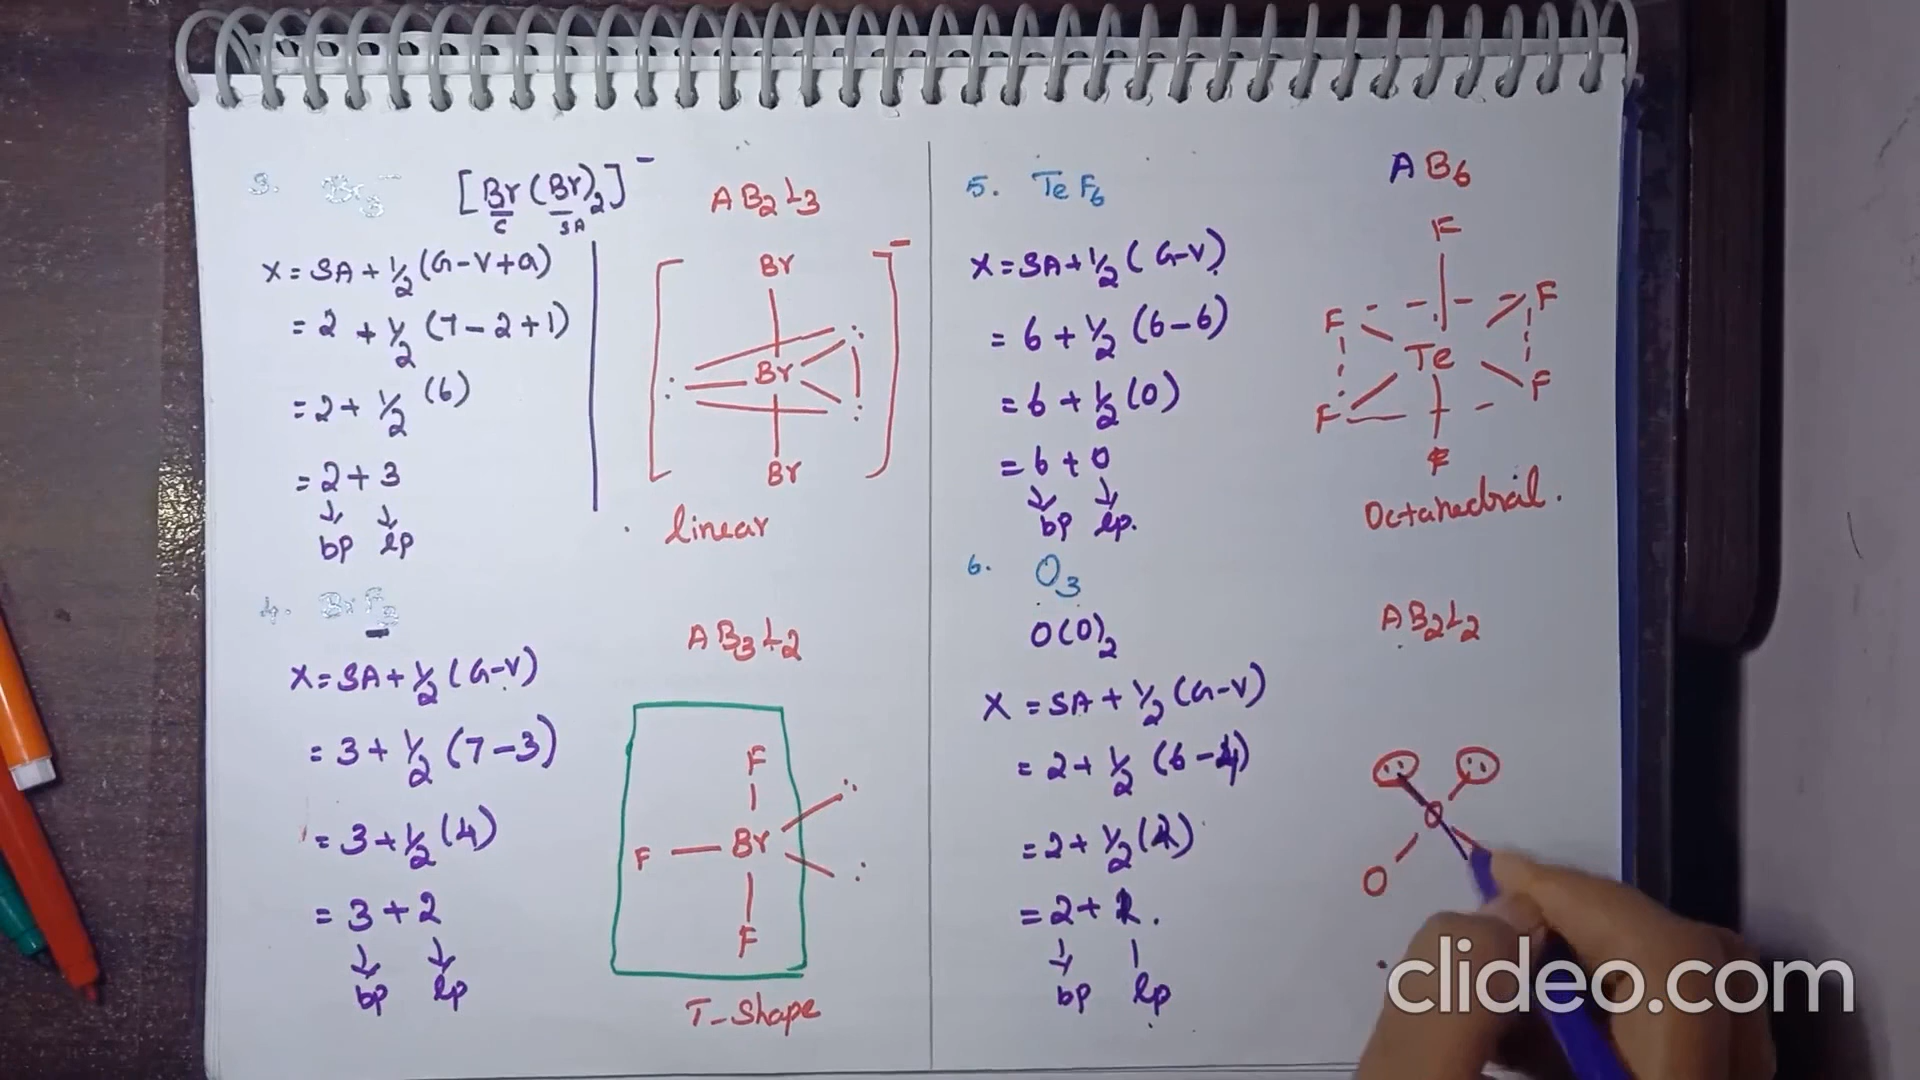 3. Br3⁻ [Br(Br)2]⁻ AB2L3
C SA
X = SA + 1/2 (G-V+a)
= 2 + 1/2 (7-2+1)
= 2 + 1/2 (6)
= 2 + 3
bp lp
Br
: Br :
:
Br
linear
4. BrF3
AB3L2
X = SA + 1/2 (G-V)
= 3 + 1/2 (7-3)
= 3 + 1/2 (4)
= 3 + 2
bp lp
F
F Br :
:
F
T-Shape
5. TeF6 AB6
X = SA + 1/2 (G-V)
= 6 + 1/2 (6-6)
= 6 + 1/2 (0)
= 6 + 0
bp lp.
F
F F
Te
F F
F
Octahedral.
6. O3
O(O)2 AB2L2
X = SA + 1/2 (G-V)
= 2 + 1/2 (6-4)
= 2 + 1/2 (2)
= 2 +
bp lp
: :
O
O
clideo.com